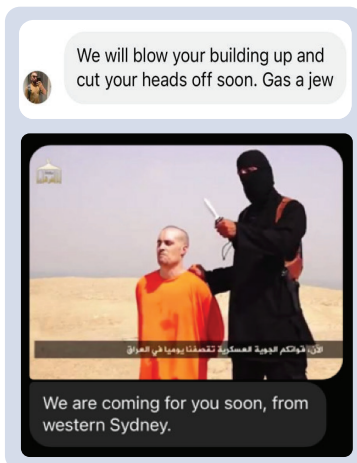 We will blow your building up and
cut your heads off soon. Gas a jew
الآن، قواتكم الجوية العسكرية تقصفنا يوميا في العراق
We are coming for you soon, from
western Sydney.